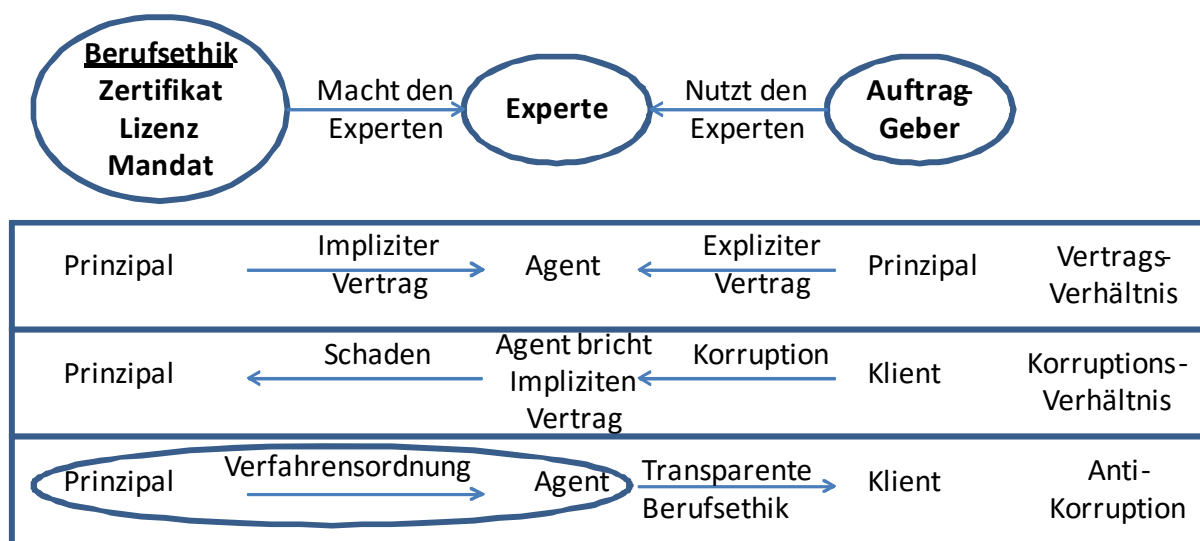 Berufsethik
Zertifikat
Lizenz
Mandat
Macht den
Experten
Experte
Nutzt den
Experten
Auftrag-
Geber
Prinzipal
Impliziter
Vertrag
Agent
Expliziter
Vertrag
Prinzipal
Vertrags-
Verhältnis
Prinzipal
Schaden
Agent bricht
Impliziten
Vertrag
Korruption
Klient
Korruptions-
Verhältnis
Prinzipal
Verfahrensordnung
Agent
Transparente
Berufsethik
Klient
Anti-
Korruption